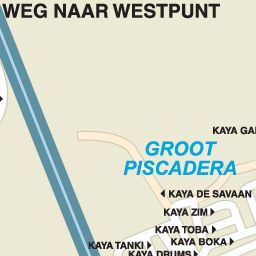 WEG NAAR WESTPUNT
KAYA GA
GROOT
PISCADERA
KAYA DE SAVAAN
KAYA ZIM
KAYA TOBA
KAYA BOKA
KAYA TANKI
KAYA DRUMS